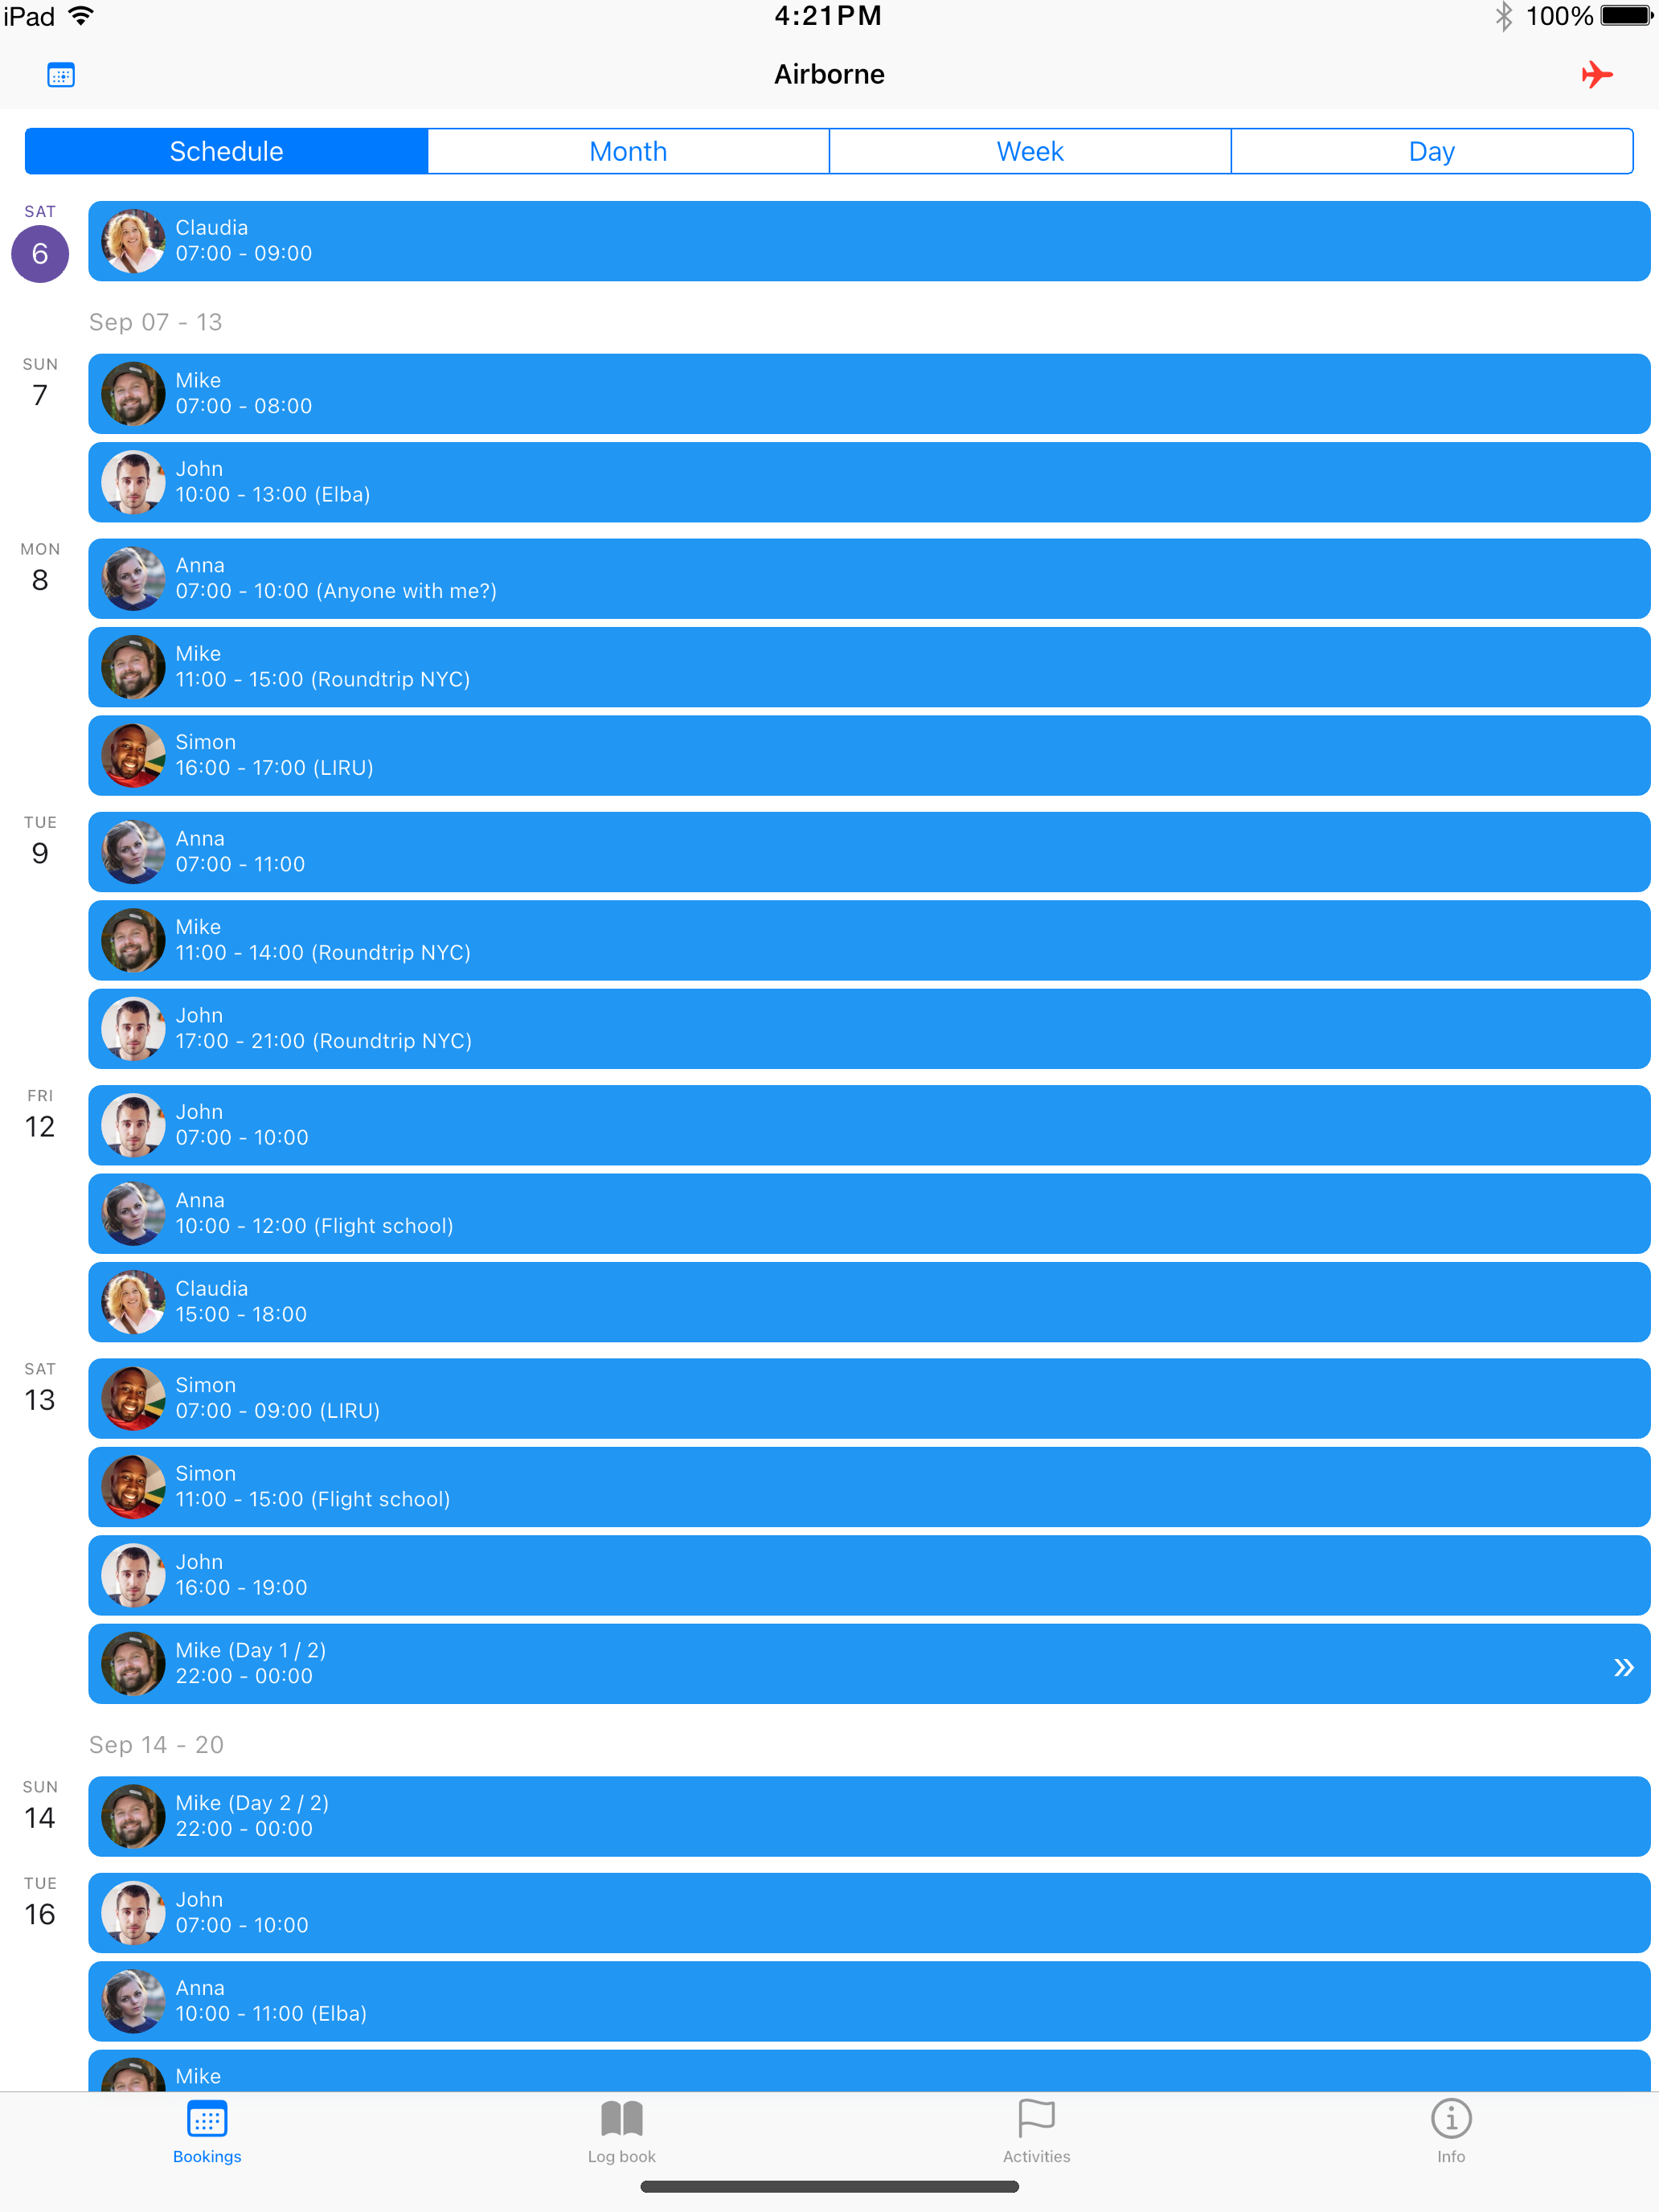 iPad 4:21PM 100%
Airborne
Schedule Month Week Day
SAT
6
Claudia
07:00 - 09:00
Sep 07 - 13
SUN
7
Mike
07:00 - 08:00
John
10:00 - 13:00 (Elba)
MON
8
Anna
07:00 - 10:00 (Anyone with me?)
Mike
11:00 - 15:00 (Roundtrip NYC)
Simon
16:00 - 17:00 (LIRU)
TUE
9
Anna
07:00 - 11:00
Mike
11:00 - 14:00 (Roundtrip NYC)
John
17:00 - 21:00 (Roundtrip NYC)
FRI
12
John
07:00 - 10:00
Anna
10:00 - 12:00 (Flight school)
Claudia
15:00 - 18:00
SAT
13
Simon
07:00 - 09:00 (LIRU)
Simon
11:00 - 15:00 (Flight school)
John
16:00 - 19:00
Mike (Day 1 / 2)
22:00 - 00:00
Sep 14 - 20
SUN
14
Mike (Day 2 / 2)
22:00 - 00:00
TUE
16
John
07:00 - 10:00
Anna
10:00 - 11:00 (Elba)
Mike
Bookings Log book Activities Info